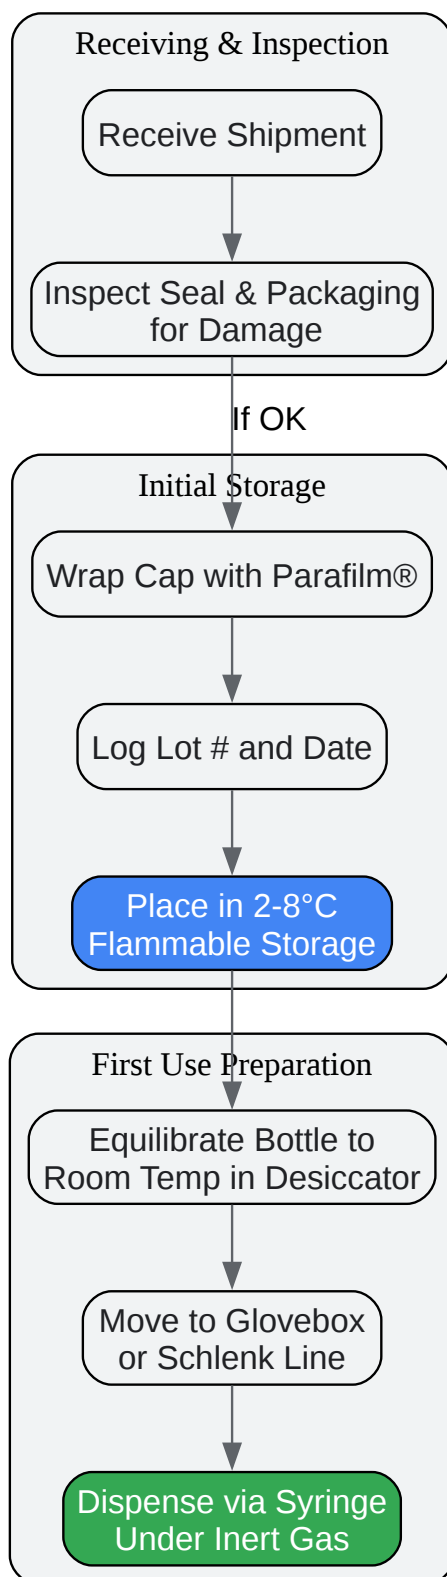 Receiving & Inspection
Receive Shipment
Inspect Seal & Packaging
for Damage
If OK
Initial Storage
Wrap Cap with Parafilm®
Log Lot # and Date
Place in 2-8°C
Flammable Storage
First Use Preparation
Equilibrate Bottle to
Room Temp in Desiccator
Move to Glovebox
or Schlenk Line
Dispense via Syringe
Under Inert Gas